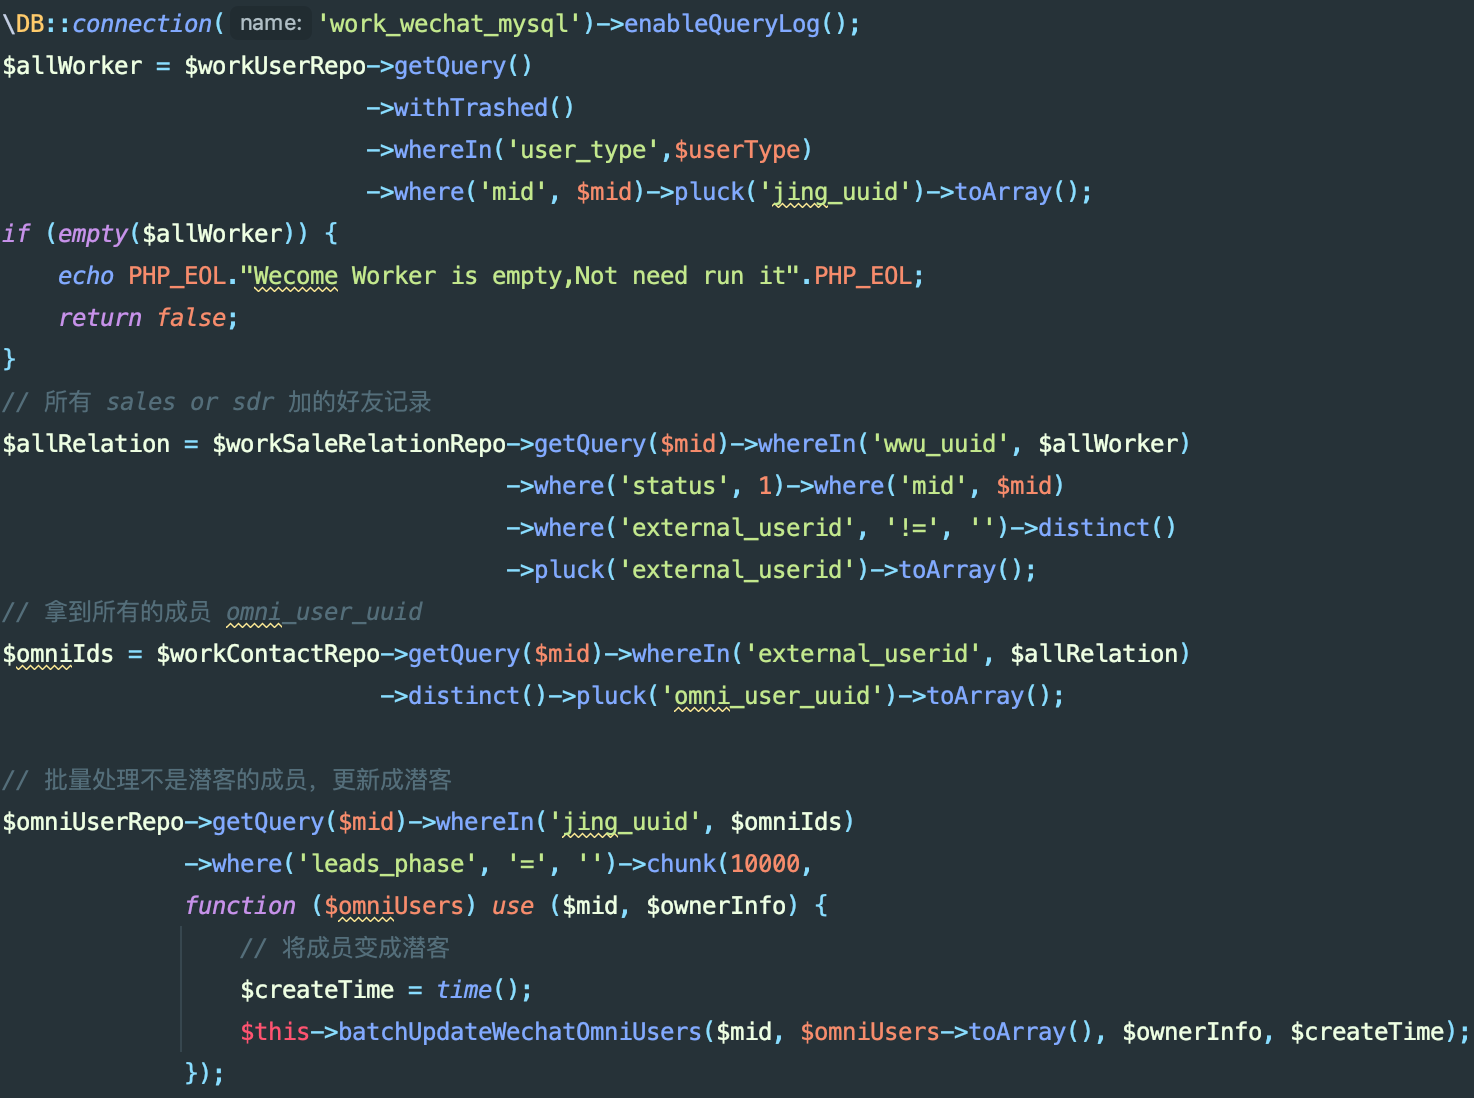 \DB::connection( name: 'work_wechat_mysql')->enableQueryLog();
$allWorker = $workUserRepo->getQuery()
->withTrashed()
->whereIn('user_type',$userType)
->where('mid', $mid)->pluck('jing_uuid')->toArray();
if (empty($allWorker)) {
echo PHP_EOL."Wecome Worker is empty,Not need run it".PHP_EOL;
return false;
}
// 所有 sales or sdr 加的好友记录
$allRelation = $workSaleRelationRepo->getQuery($mid)->whereIn('wwu_uuid', $allWorker)
->where('status', 1)->where('mid', $mid)
->where('external_userid', '!=', '')->distinct()
->pluck('external_userid')->toArray();
// 拿到所有的成员 omni_user_uuid
$omniIds = $workContactRepo->getQuery($mid)->whereIn('external_userid', $allRelation)
->distinct()->pluck('omni_user_uuid')->toArray();
// 批量处理不是潜客的成员，更新成潜客
$omniUserRepo->getQuery($mid)->whereIn('jing_uuid', $omniIds)
->where('leads_phase', '=', '')->chunk(10000,
function ($omniUsers) use ($mid, $ownerInfo) {
// 将成员变成潜客
$createTime = time();
$this->batchUpdateWechatOmniUsers($mid, $omniUsers->toArray(), $ownerInfo, $createTime);
});